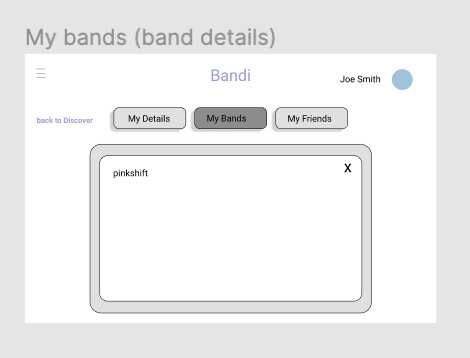 My bands (band details)
Bandi
Joe Smith
back to Discover
My Details
My Bands
My Friends
pinkshift
X